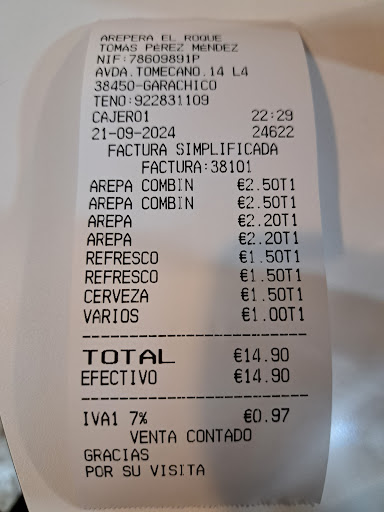 AREPERA EL ROQUE
TOMÁS PÉREZ MÉNDEZ
NIF:78609891P
AVDA.TOMECANO.14 L4
38450-GARACHICO
TENO:922831109
CAJERO1 22:29
21-09-2024 24622
FACTURA SIMPLIFICADA
FACTURA:38101
AREPA COMBIN €2.50T1
AREPA COMBIN €2.50T1
AREPA €2.20T1
AREPA €2.20T1
REFRESCO €1.50T1
REFRESCO €1.50T1
CERVEZA €1.50T1
VARIOS €1.00T1
TOTAL €14.90
EFECTIVO €14.90
IVA1 7% €0.97
VENTA CONTADO
GRACIAS
POR SU VISITA